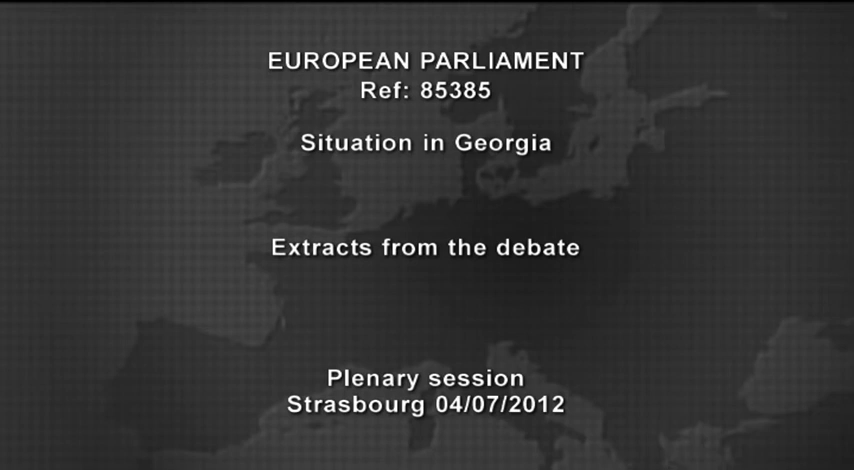 EUROPEAN PARLIAMENT
Ref: 85385
Situation in Georgia
Extracts from the debate
Plenary session
Strasbourg 04/07/2012